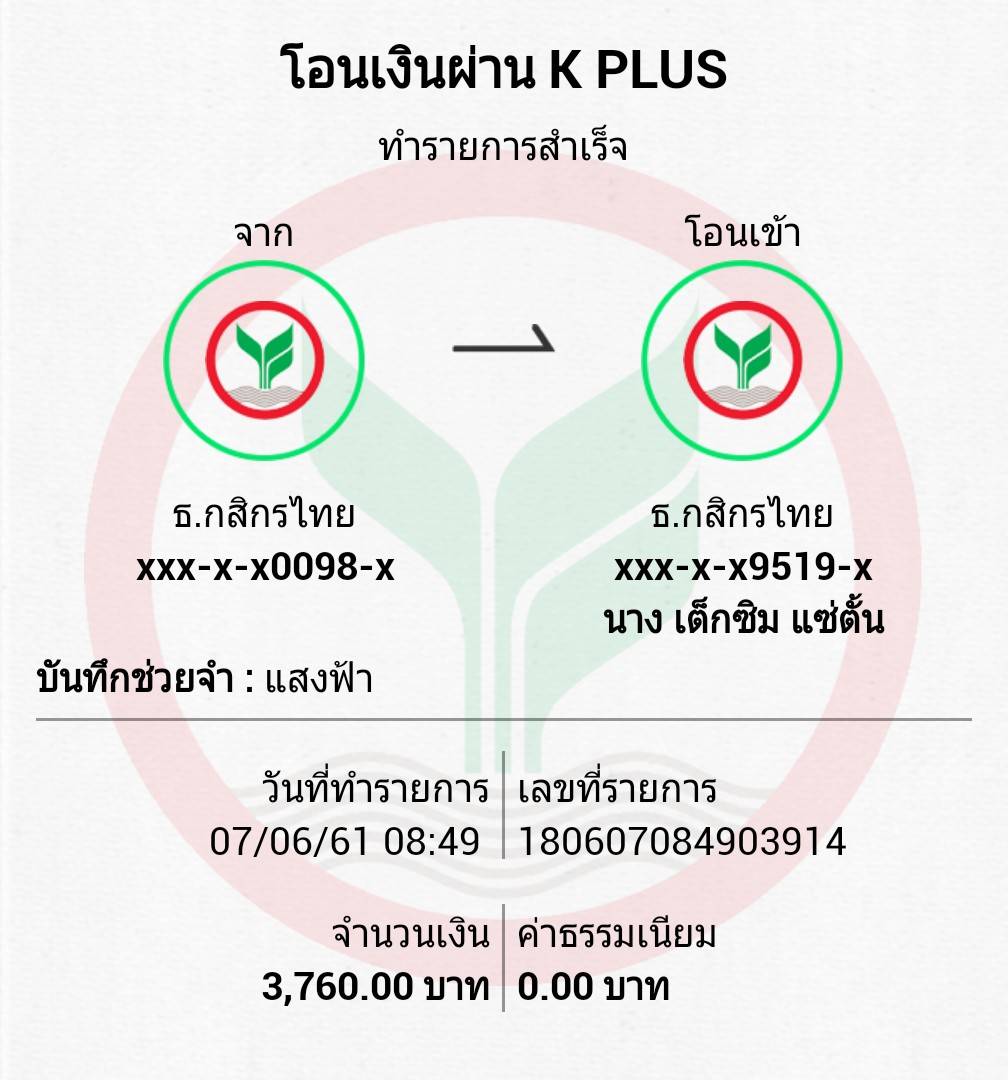 โอนเงินผ่าน K PLUS
ทำรายการสำเร็จ
จาก
โอนเข้า
ธ.กสิกรไทย
xxx-x-x0098-x
ธ.กสิกรไทย
xxx-x-x9519-x
นาง เต็กซิม แซ่ตั้น
บันทึกช่วยจำ : แสงฟ้า
วันที่ทำรายการ
07/06/61 08:49
เลขที่รายการ
180607084903914
จำนวนเงิน
3,760.00 บาท
ค่าธรรมเนียม
0.00 บาท